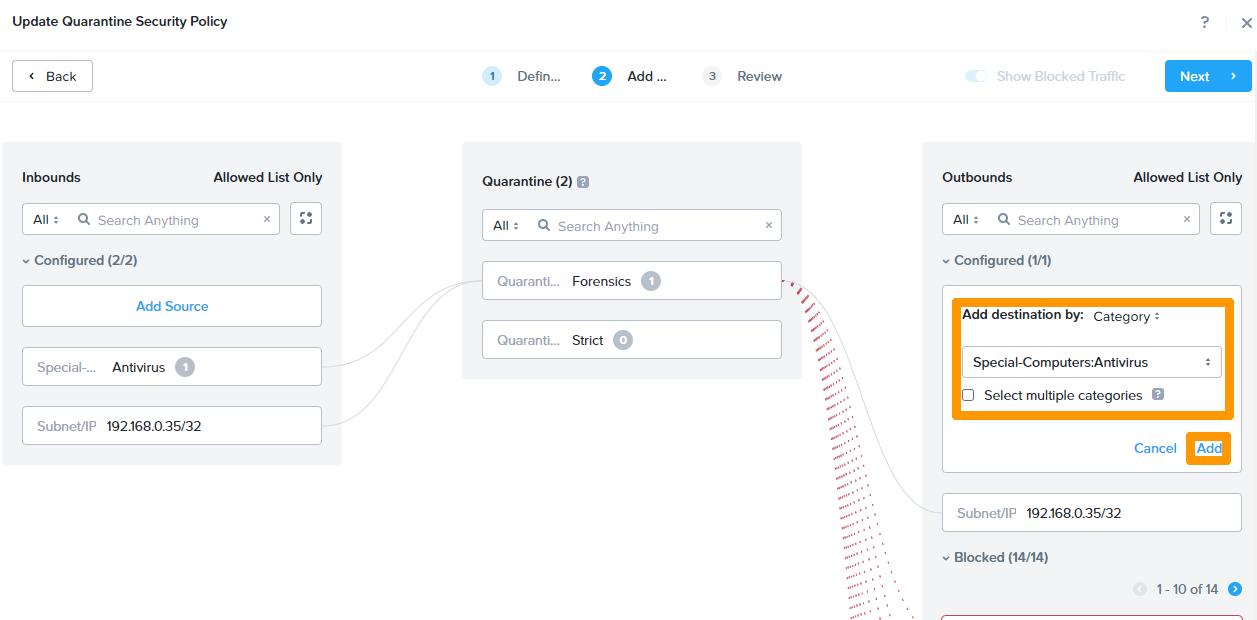 Update Quarantine Security Policy
?
Back
1 Defin... 2 Add ... 3 Review
Show Blocked Traffic
Next
Inbounds Allowed List Only
All Search Anything ×
Configured (2/2)
Add Source
Special-... Antivirus 1
Subnet/IP 192.168.0.35/32
Quarantine (2) ?
All Search Anything ×
Quaranti... Forensics 1
Quaranti... Strict 0
Outbounds Allowed List Only
All Search Anything ×
Configured (1/1)
Add destination by: Category
Special-Computers:Antivirus
Select multiple categories ?
Cancel Add
Subnet/IP 192.168.0.35/32
Blocked (14/14)
1 - 10 of 14